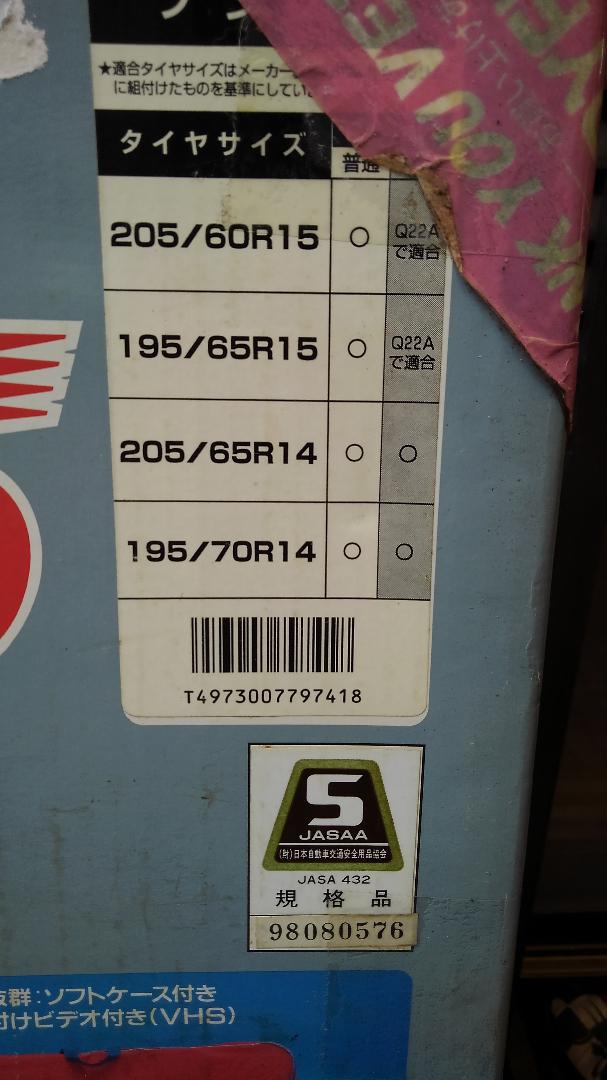 ★適合タイヤサイズはメーカー
に組付けたものを基準にしてい
タイヤサイズ
普通
205/60R15 ○ Q22A
で適合
195/65R15 ○ Q22A
で適合
205/65R14 ○ ○
195/70R14 ○ ○
T4973007797418
S
JASAA
(財)日本自動車交通安全用品協会
JASA 432
規格品
98080576
抜群:ソフトケース付き
付けビデオ付き(VHS)
YOU